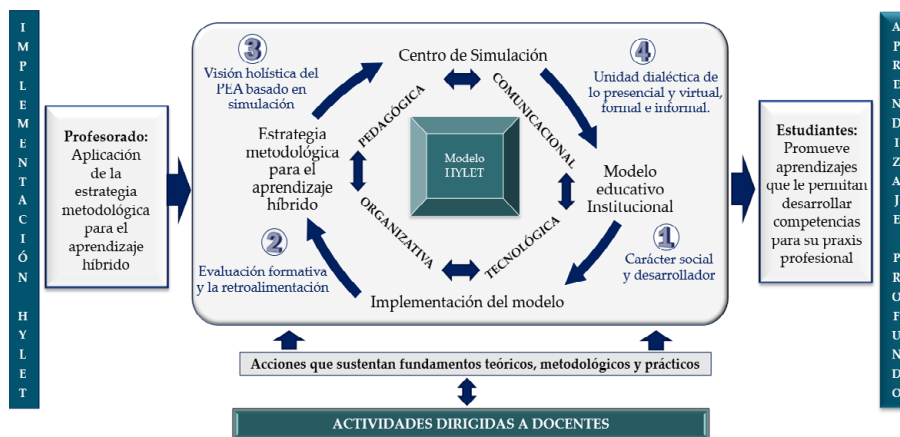 IMPLEMENTACIÓN HYLET
Profesorado:
Aplicación
de la
estrategia
metodológica
para el
aprendizaje
híbrido
3
Visión holística del
PEA basado en
simulación
Centro de Simulación
4
Unidad dialéctica de
lo presencial y virtual,
formal e informal.
PEDAGÓGICA
COMUNICACIONAL
Estrategia
metodológica
para el
aprendizaje
híbrido
Modelo
HYLET
Modelo
educativo
Institucional
ORGANIZATIVA
TECNOLÓGICA
2
Evaluación formativa
y la retroalimentación
1
Carácter social
y desarrollador
Implementación del modelo
Estudiantes:
Promueve
aprendizajes
que le permitan
desarrollar
competencias
para su praxis
profesional
APRDNDIZAJE PROFUNDO
Acciones que sustentan fundamentos teóricos, metodológicos y prácticos
ACTIVIDADES DIRIGIDAS A DOCENTES